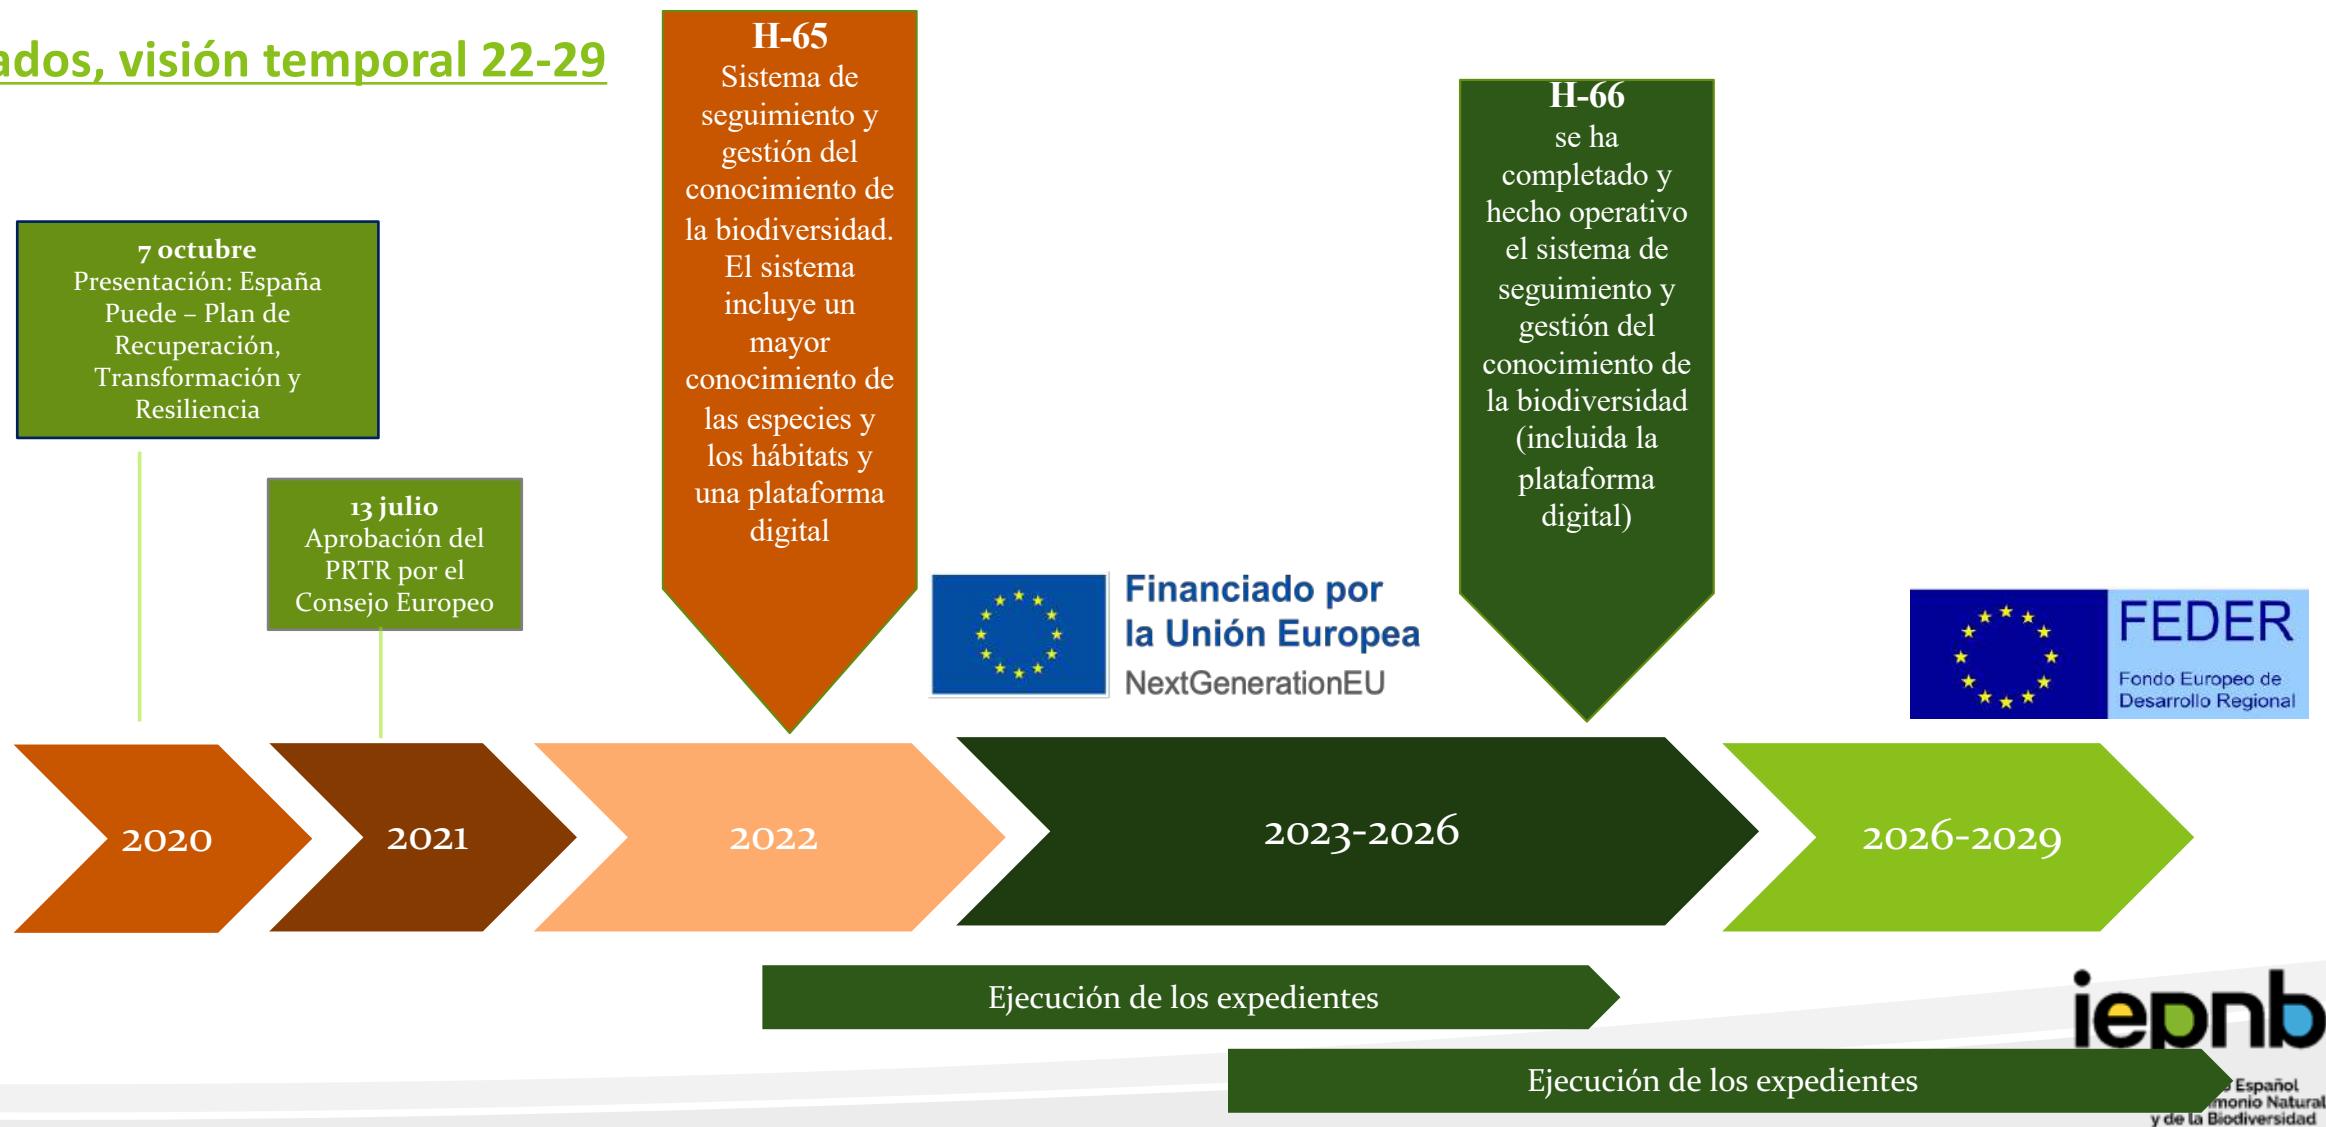 ados, visión temporal 22-29
H-65
Sistema de
seguimiento y
gestión del
conocimiento de
la biodiversidad.
El sistema
incluye un
mayor
conocimiento de
las especies y
los hábitats y
una plataforma
digital
H-66
se ha
completado y
hecho operativo
el sistema de
seguimiento y
gestión del
conocimiento de
la biodiversidad
(incluida la
plataforma
digital)
7 octubre
Presentación: España
Puede – Plan de
Recuperación,
Transformación y
Resiliencia
13 julio
Aprobación del
PRTR por el
Consejo Europeo
Financiado por
la Unión Europea
NextGenerationEU
FEDER
Fondo Europeo de
Desarrollo Regional
2020
2021
2022
2023-2026
2026-2029
Ejecución de los expedientes
Ejecución de los expedientes
iepnb
Español
monio Natural
y de la Biodiversidad